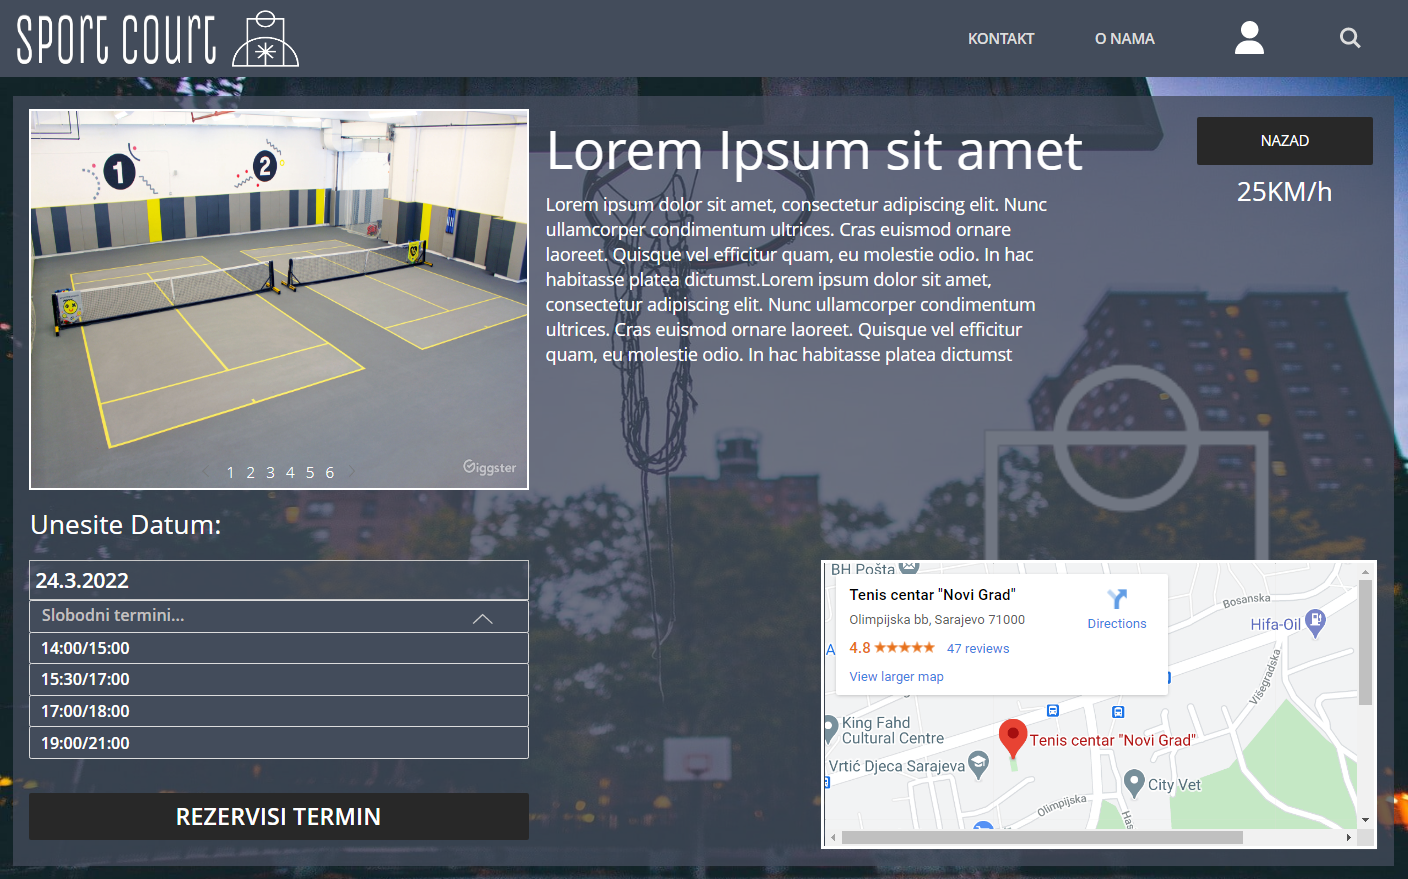 SPORT COURT
KONTAKT
O NAMA
1
2
Lorem Ipsum sit amet
NAZAD
25KM/h
Lorem ipsum dolor sit amet, consectetur adipiscing elit. Nunc
ullamcorper condimentum ultrices. Cras euismod ornare
laoreet. Quisque vel efficitur quam, eu molestie odio. In hac
habitasse platea dictumst.Lorem ipsum dolor sit amet,
consectetur adipiscing elit. Nunc ullamcorper condimentum
ultrices. Cras euismod ornare laoreet. Quisque vel efficitur
quam, eu molestie odio. In hac habitasse platea dictumst
1 2 3 4 5 6
Giggster
Unesite Datum:
24.3.2022
Slobodni termini...
14:00/15:00
15:30/17:00
17:00/18:00
19:00/21:00
REZERVISI TERMIN
BH Pošta
Tenis centar "Novi Grad"
Olimpijska bb, Sarajevo 71000
4.8
47 reviews
View larger map
Directions
Bosanska
Hifa-Oil
Višegradska
A
King Fahd
Cultural Centre
Tenis centar "Novi Grad"
Vrtić Djeca Sarajeva
City Vet
Olimpijska
Has